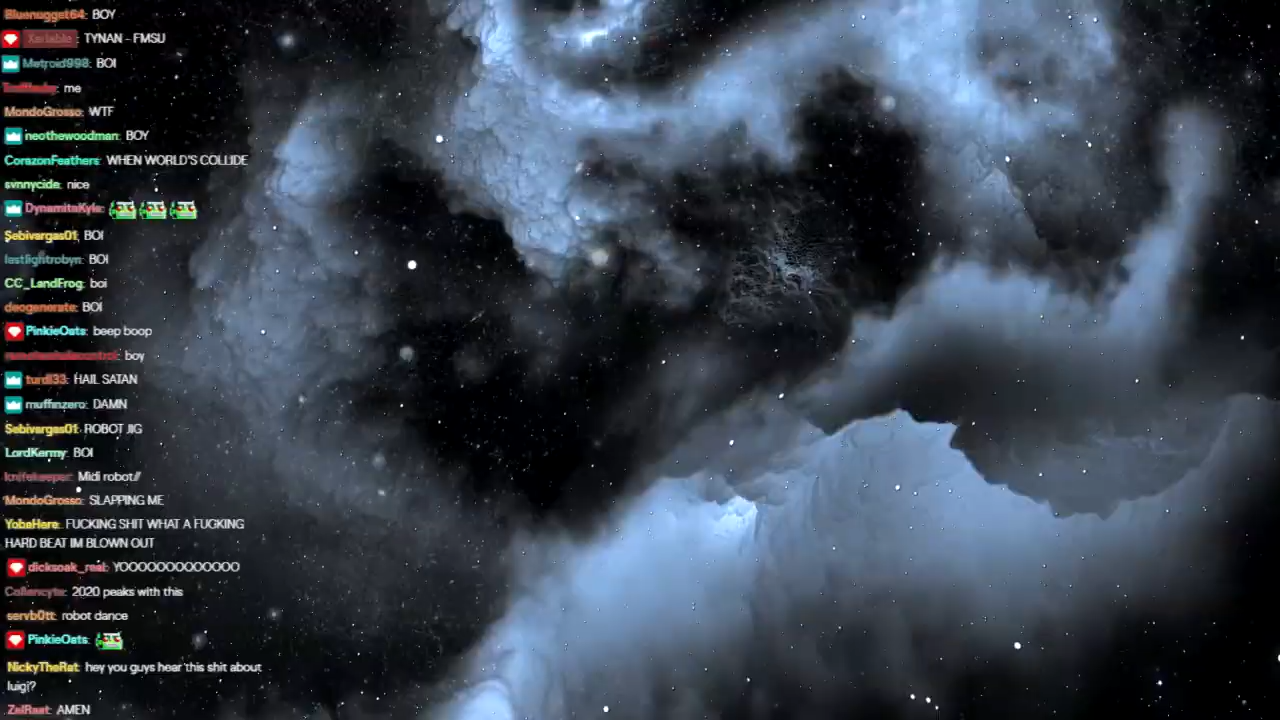 Bluenugget64: BOY
TYNAN - FMSU
Metroid998: BOI
me
MondoGrosso: WTF
neothewoodman: BOY
CorazonFeathers: WHEN WORLD'S COLLIDE
svnnycide: nice
DynamitaKyle:
Sebivargas01: BOI
lastlightrobyn: BOI
CC_LandFrog: boi
deogenerate: BOI
PinkieOats: beep boop
boy
turdl33: HAIL SATAN
muffinzero: DAMN
Sebivargas01: ROBOT JIG
LordKermy: BOI
knifekeeper: Midi robot//
MondoGrosso: SLAPPING ME
YobaHere: FUCKING SHIT WHAT A FUGKING
HARD BEAT IM BLOWN OUT
dicksoak_real: YOOOOOOOOOOOOO
2020 peaks with this
servb0tt: robot dance
PinkieOats:
NickyTheRat: hey you guys hear this shit about
luigi?
AMEN